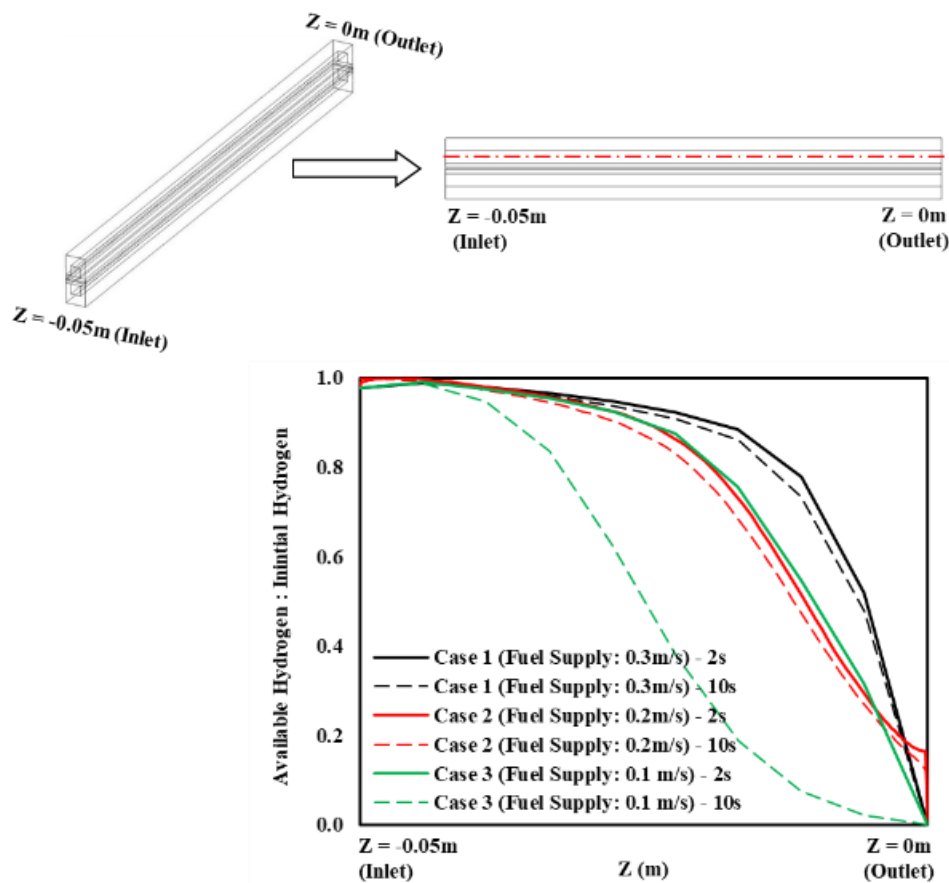 Z = 0m (Outlet)
Z = -0.05m (Inlet)
Z = -0.05m
(Inlet)
Z = 0m
(Outlet)
Available Hydrogen : Inintial Hydrogen
1.0
0.8
0.6
0.4
0.2
0.0
Case 1 (Fuel Supply: 0.3m/s) - 2s
Case 1 (Fuel Supply: 0.3m/s) - 10s
Case 2 (Fuel Supply: 0.2m/s) - 2s
Case 2 (Fuel Supply: 0.2m/s) - 10s
Case 3 (Fuel Supply: 0.1 m/s) - 2s
Case 3 (Fuel Supply: 0.1 m/s) - 10s
Z = -0.05m
(Inlet)
Z (m)
Z = 0m
(Outlet)